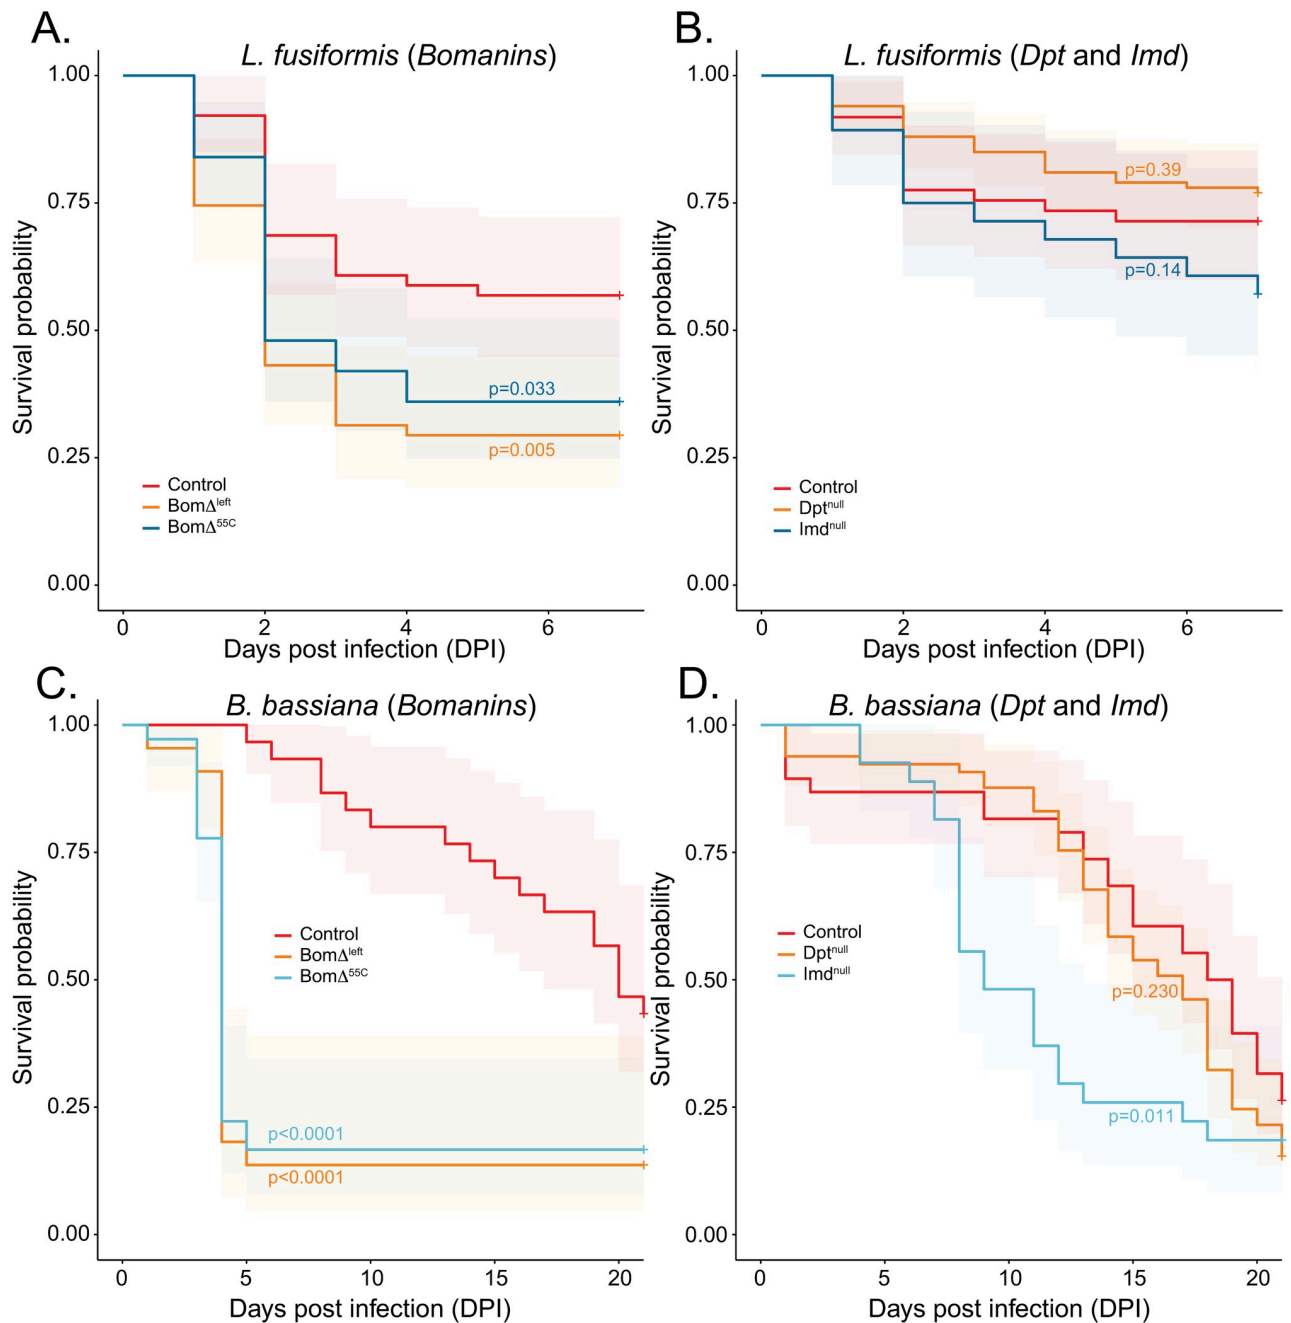 A.
L. fusiformis (Bomanins)
Survival probability
1.00
0.75
0.50
0.25
0.00
p=0.033
p=0.005
Control
BomΔleft
BomΔ55C
0 2 4 6
Days post infection (DPI)
B.
L. fusiformis (Dpt and Imd)
Survival probability
1.00
0.75
0.50
0.25
0.00
p=0.39
p=0.14
Control
Dptnull
Imdnull
0 2 4 6
Days post infection (DPI)
C.
B. bassiana (Bomanins)
Survival probability
1.00
0.75
0.50
0.25
0.00
Control
BomΔleft
BomΔ55C
p<0.0001
p<0.0001
0 5 10 15 20
Days post infection (DPI)
D.
B. bassiana (Dpt and Imd)
Survival probability
1.00
0.75
0.50
0.25
0.00
Control
Dptnull
Imdnull
p=0.230
p=0.011
0 5 10 15 20
Days post infection (DPI)